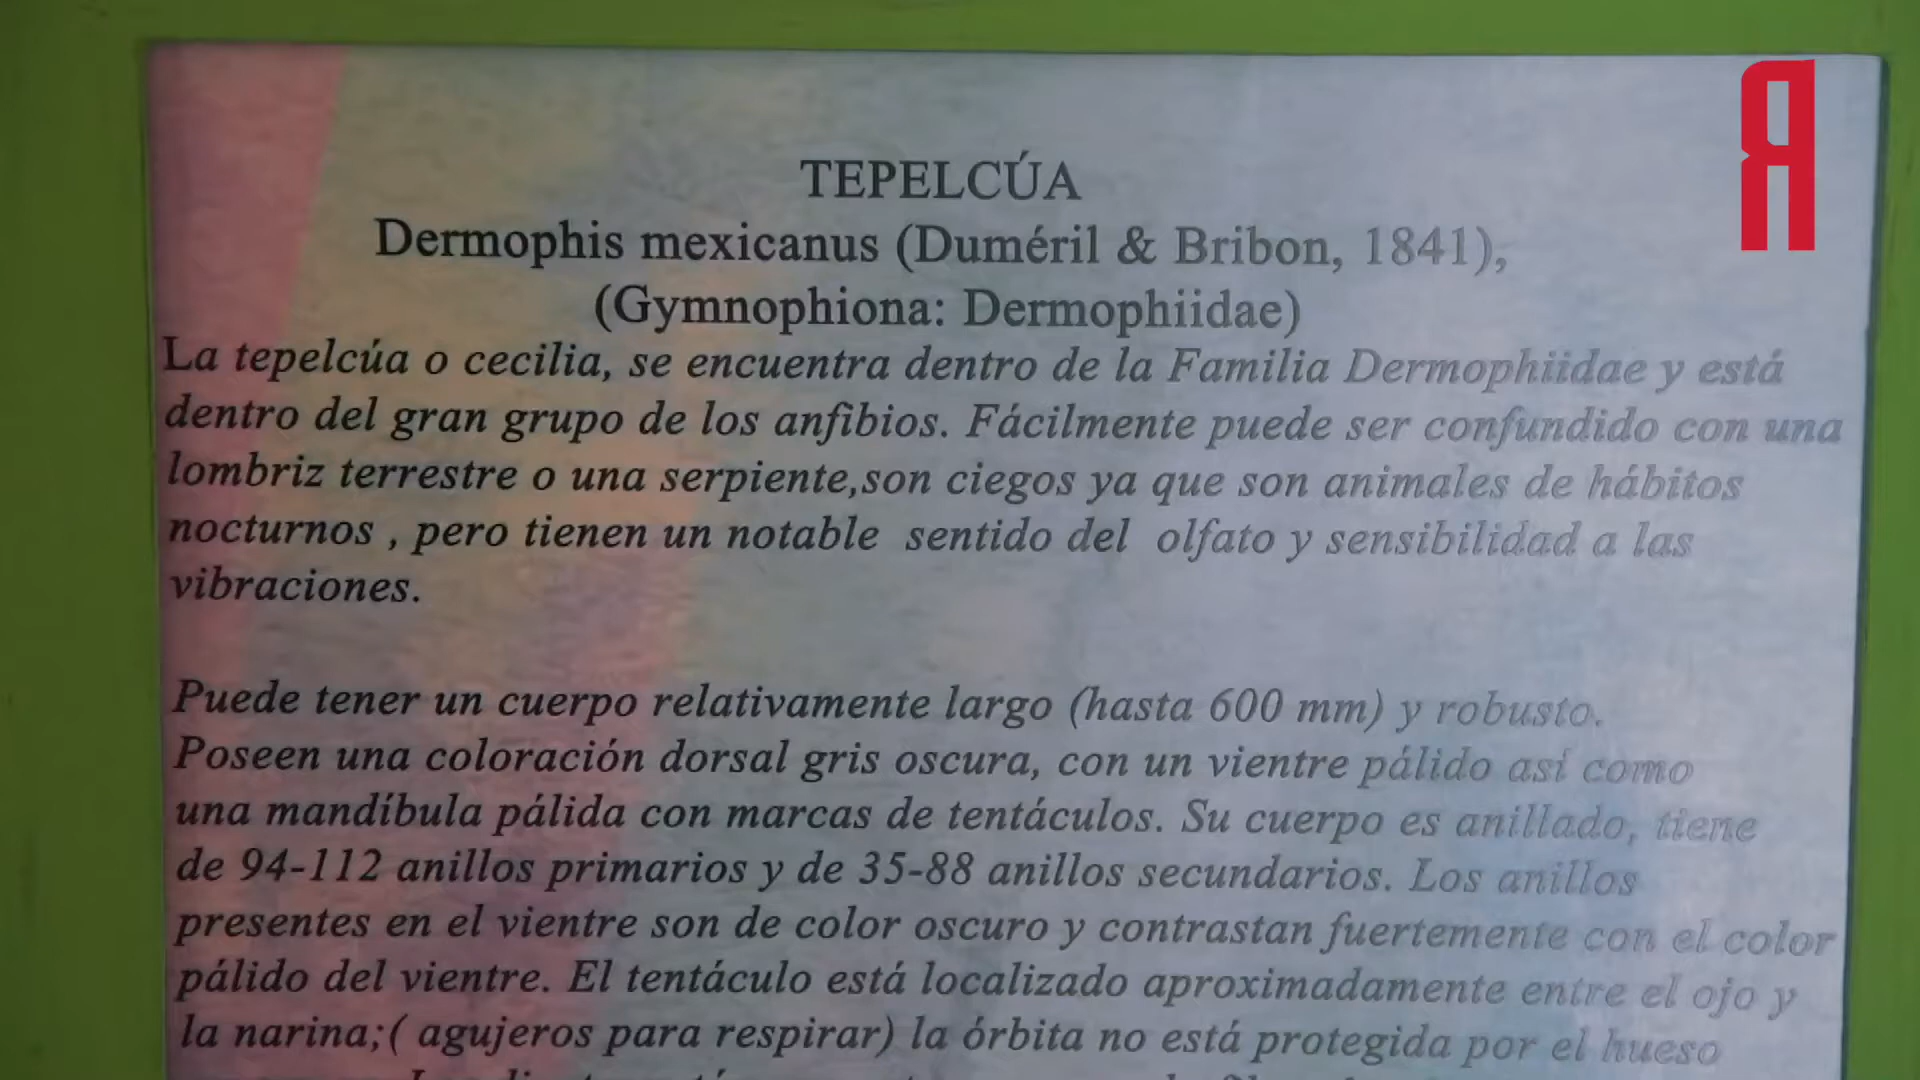 TEPELCÚA
Dermophis mexicanus (Duméril & Bribon, 1841),
(Gymnophiona: Dermophiidae)
La tepelcúa o cecilia, se encuentra dentro de la Familia Dermophiidae y está
dentro del gran grupo de los anfibios. Fácilmente puede ser confundido con una
lombriz terrestre o una serpiente,son ciegos ya que son animales de hábitos
nocturnos , pero tienen un notable sentido del olfato y sensibilidad a las
vibraciones.
Puede tener un cuerpo relativamente largo (hasta 600 mm) y robusto.
Poseen una coloración dorsal gris oscura, con un vientre pálido así como
una mandíbula pálida con marcas de tentáculos. Su cuerpo es anillado, tiene
de 94-112 anillos primarios y de 35-88 anillos secundarios. Los anillos
presentes en el vientre son de color oscuro y contrastan fuertemente con el color
pálido del vientre. El tentáculo está localizado aproximadamente entre el ojo y
la narina;( agujeros para respirar) la órbita no está protegida por el hueso